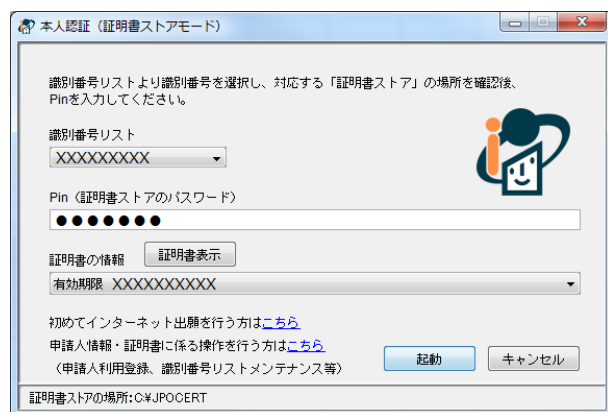 本人認証（証明書ストアモード）
識別番号リストより識別番号を選択し、対応する「証明書ストア」の場所を確認後、
Pinを入力してください。
識別番号リスト
XXXXXXXXX
Pin（証明書ストアのパスワード）
●●●●●●●
証明書の情報 証明書表示
有効期限 XXXXXXXXXX
初めてインターネット出願を行う方はこちら
申請人情報・証明書に係る操作を行う方はこちら
（申請人利用登録、識別番号リストメンテナンス等）
起動 キャンセル
証明書ストアの場所:C:¥JPOCERT